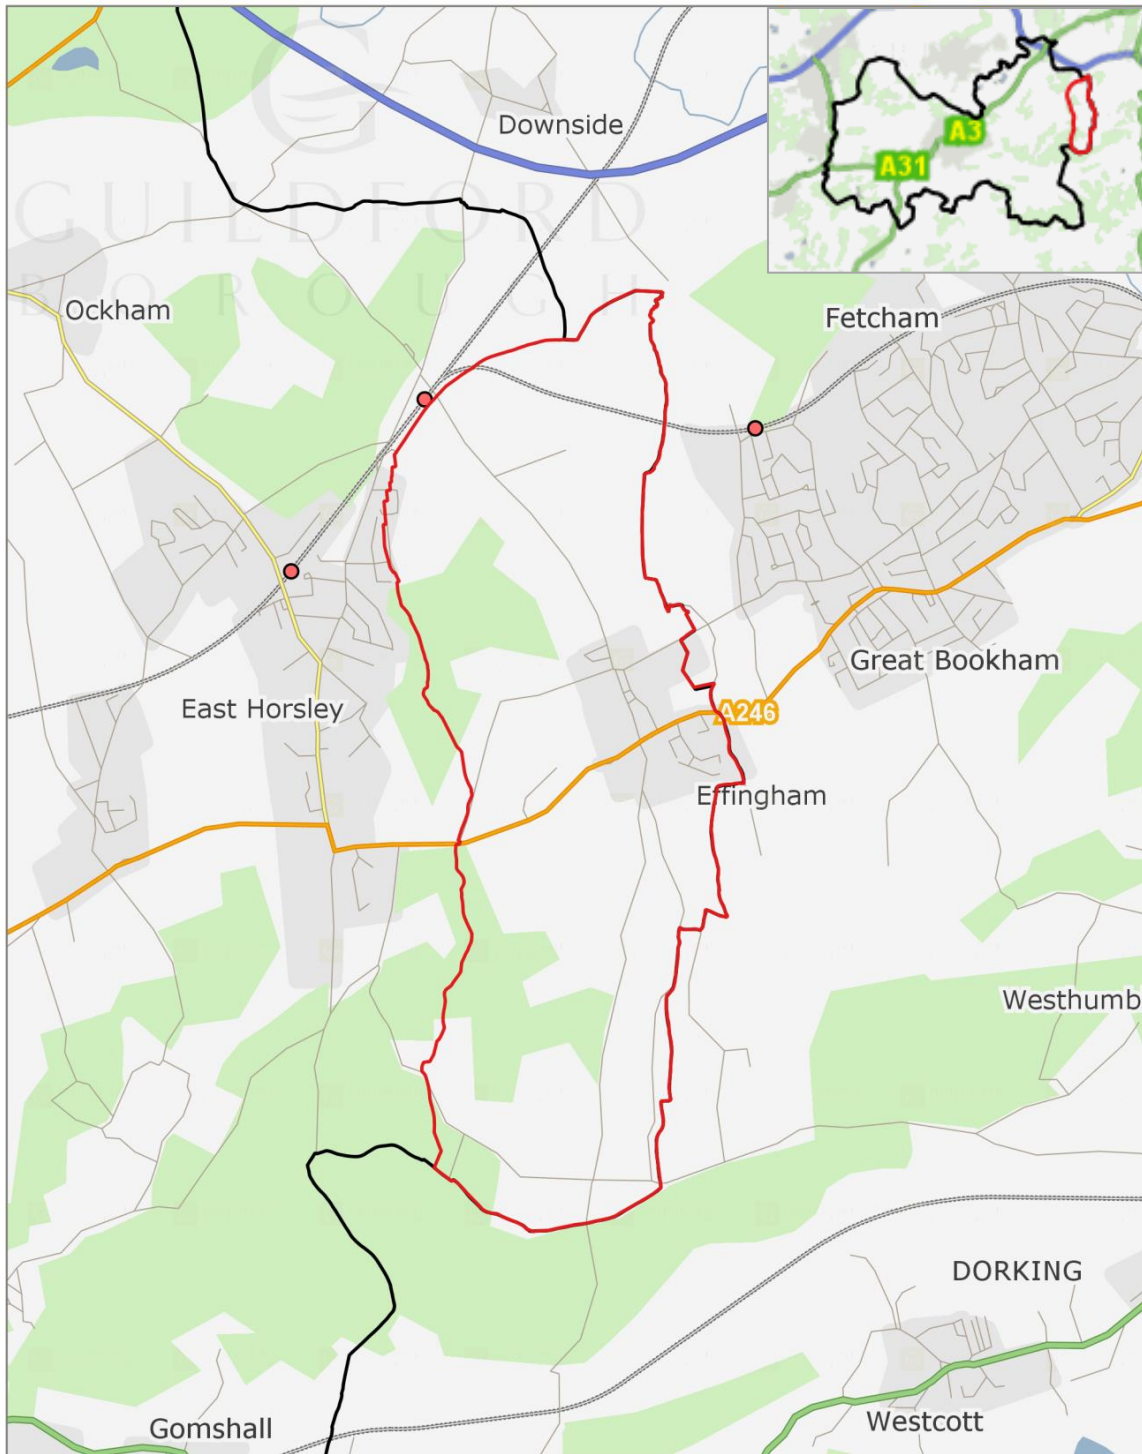 Downside
A3
A31
GUILDFORD
BOROUGH
Ockham
Fetcham
Great Bookham
East Horsley
A246
Effingham
Westhumb
DORKING
Westcott
Gomshall